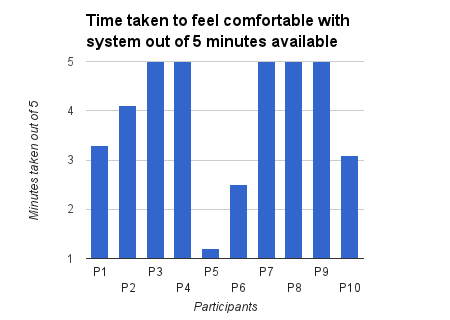 Time taken to feel comfortable with
system out of 5 minutes available
Minutes taken out of 5
5
4
3
2
1
P1 P3 P5 P7 P9
P2 P4 P6 P8 P10
Participants